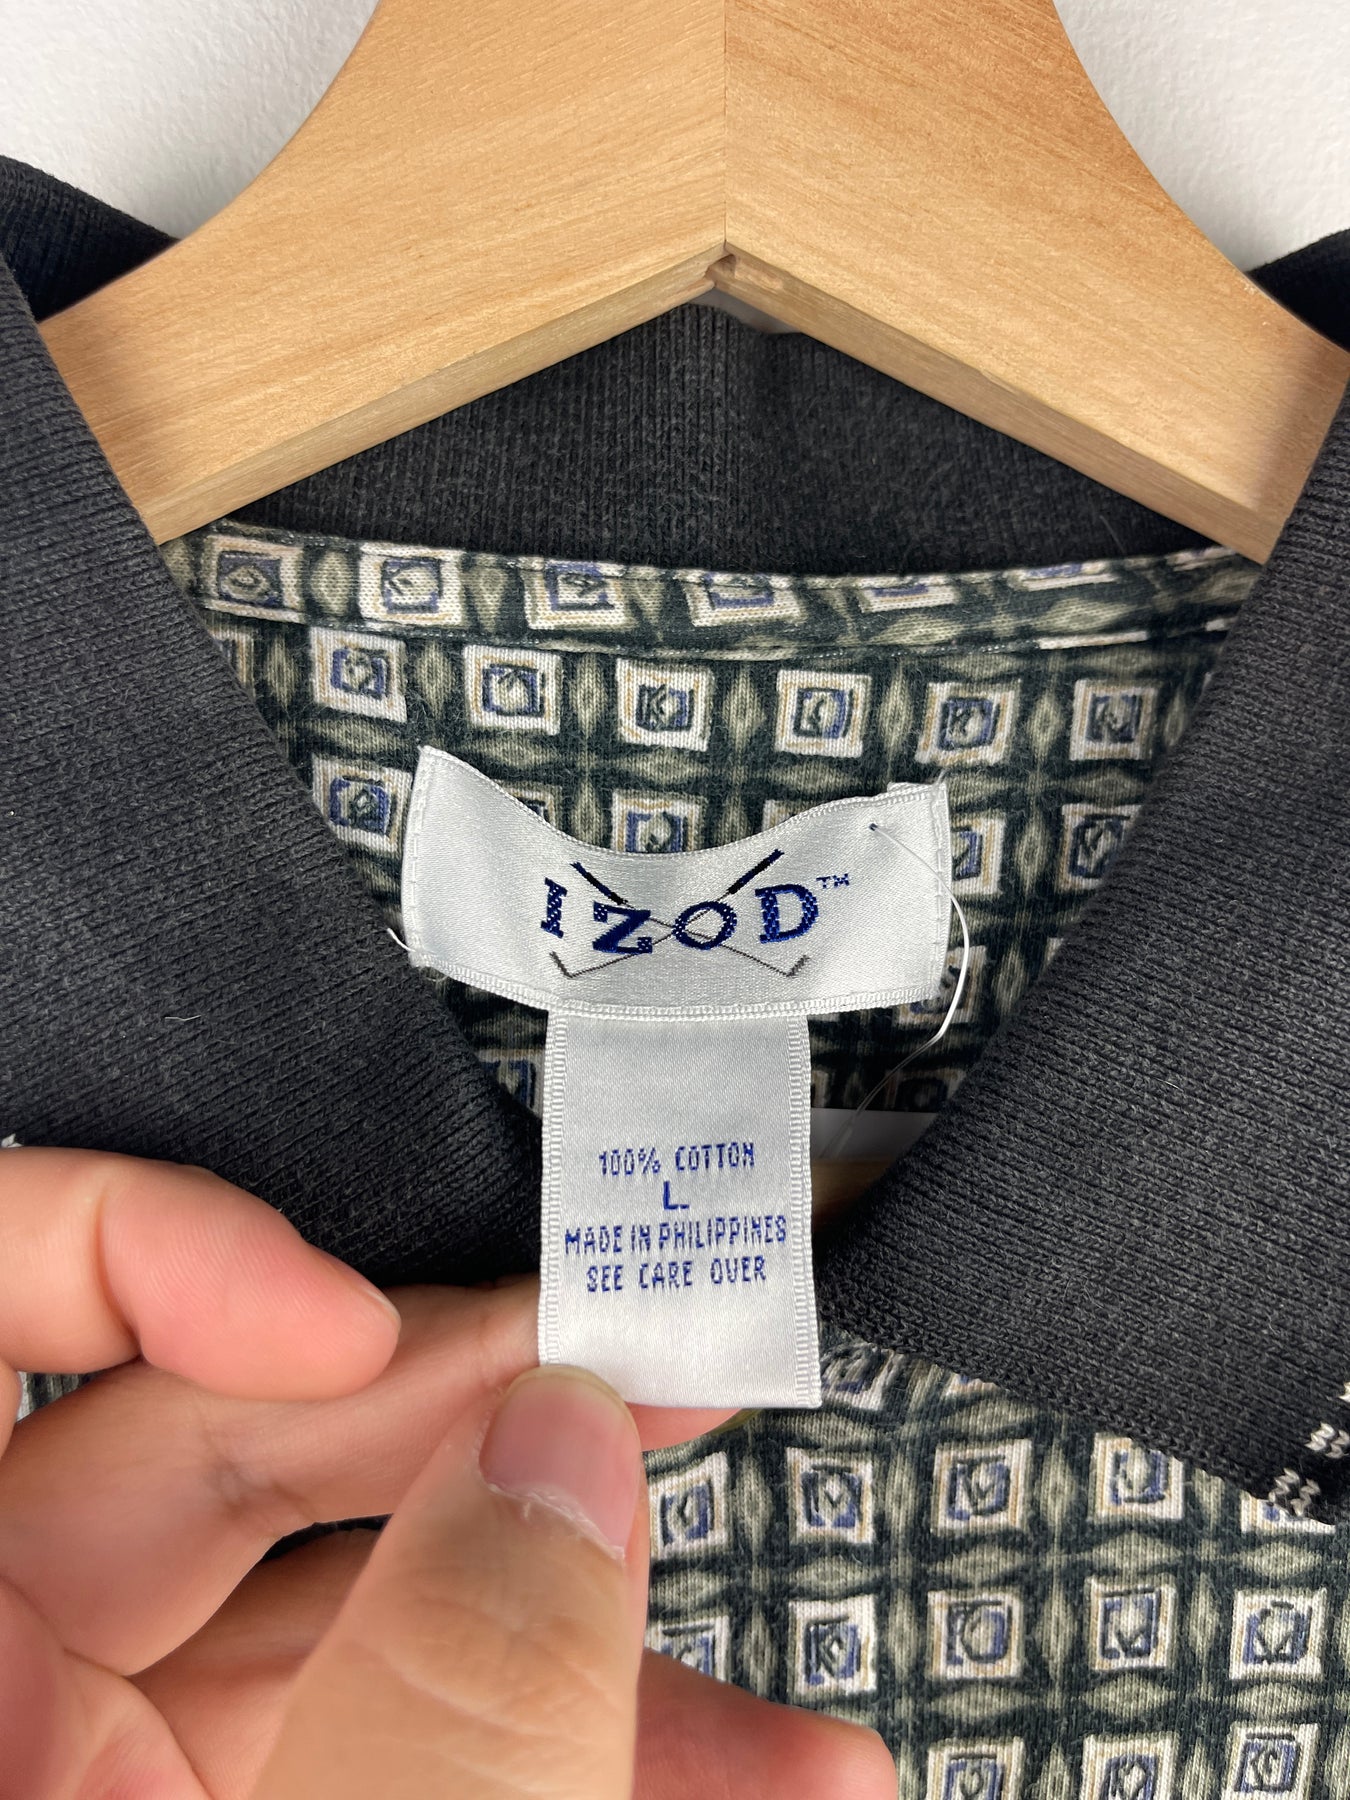 IZOD™
100% COTTON
L
MADE IN PHILIPPINES
SEE CARE OVER